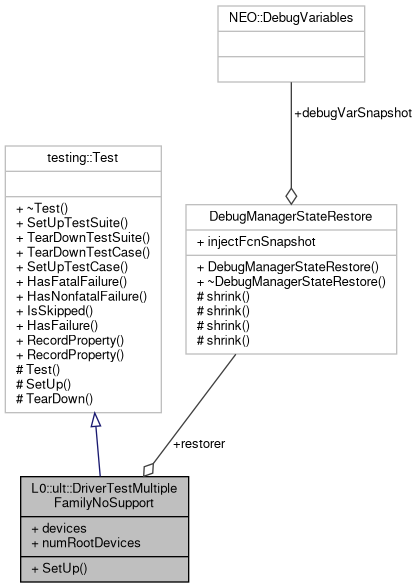 NEO::DebugVariables
+debugVarSnapshot
testing::Test
+ ~Test()
+ SetUpTestSuite()
+ TearDownTestSuite()
+ TearDownTestCase()
+ SetUpTestCase()
+ HasFatalFailure()
+ HasNonfatalFailure()
+ IsSkipped()
+ HasFailure()
+ RecordProperty()
+ RecordProperty()
# Test()
# SetUp()
# TearDown()
DebugManagerStateRestore
+ injectFcnSnapshot
+ DebugManagerStateRestore()
+ ~DebugManagerStateRestore()
# shrink()
# shrink()
# shrink()
# shrink()
+restorer
L0::ult::DriverTestMultiple
FamilyNoSupport
+ devices
+ numRootDevices
+ SetUp()